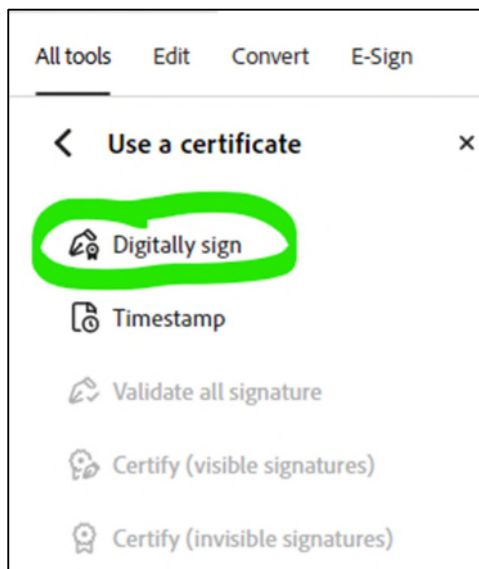 All tools Edit Convert E-Sign
Use a certificate
Digitally sign
Timestamp
Validate all signature
Certify (visible signatures)
Certify (invisible signatures)